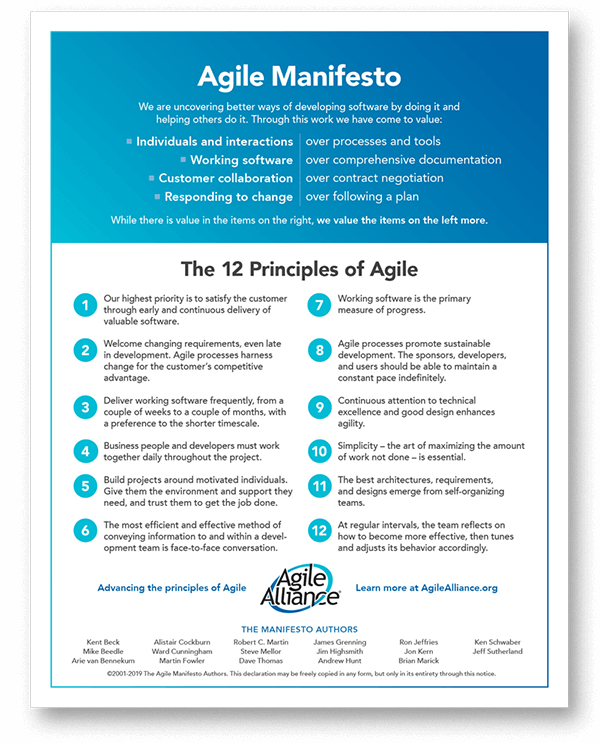 Agile Manifesto
We are uncovering better ways of developing software by doing it and
helping others do it. Through this work we have come to value:
Individuals and interactions over processes and tools
Working software over comprehensive documentation
Customer collaboration over contract negotiation
Responding to change over following a plan
While there is value in the items on the right, we value the items on the left more.
The 12 Principles of Agile
1 Our highest priority is to satisfy the customer
through early and continuous delivery of
valuable software.
2 Welcome changing requirements, even late
in development. Agile processes harness
change for the customer's competitive
advantage.
3 Deliver working software frequently, from a
couple of weeks to a couple of months, with
a preference to the shorter timescale.
4 Business people and developers must work
together daily throughout the project.
5 Build projects around motivated individuals.
Give them the environment and support they
need, and trust them to get the job done.
6 The most efficient and effective method of
conveying information to and within a devel-
opment team is face-to-face conversation.
7 Working software is the primary
measure of progress.
8 Agile processes promote sustainable
development. The sponsors, developers,
and users should be able to maintain a
constant pace indefinitely.
9 Continuous attention to technical
excellence and good design enhances
agility.
10 Simplicity – the art of maximizing the amount
of work not done – is essential.
11 The best architectures, requirements,
and designs emerge from self-organizing
teams.
12 At regular intervals, the team reflects on
how to become more effective, then tunes
and adjusts its behavior accordingly.
Advancing the principles of Agile
Agile
Alliance®
Learn more at AgileAlliance.org
THE MANIFESTO AUTHORS
Kent Beck Alistair Cockburn Robert C. Martin James Grenning Ron Jeffries Ken Schwaber
Mike Beedle Ward Cunningham Steve Mellor Jim Highsmith Jon Kern Jeff Sutherland
Arie van Bennekum Martin Fowler Dave Thomas Andrew Hunt Brian Marick
©2001-2019 The Agile Manifesto Authors. This declaration may be freely copied in any form, but only in its entirety through this notice.